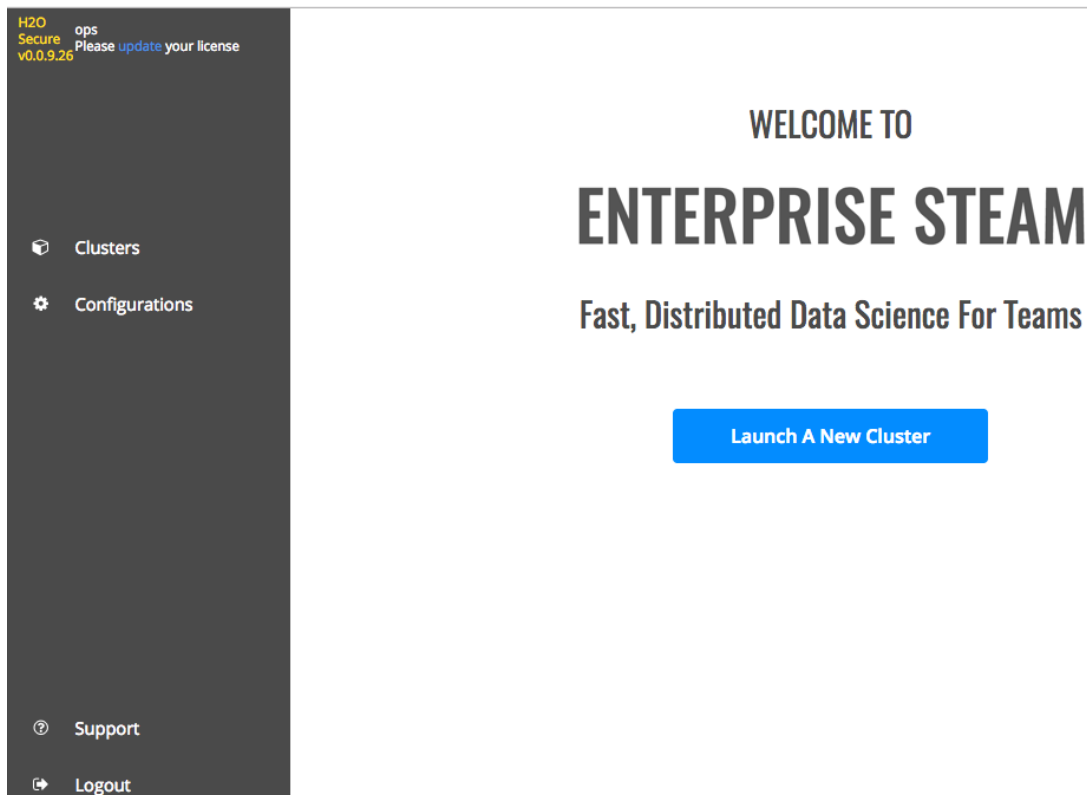 H2O
Secure
v0.0.9.26
ops
Please update your license
Clusters
Configurations
Support
Logout
WELCOME TO
ENTERPRISE STEAM
Fast, Distributed Data Science For Teams
Launch A New Cluster